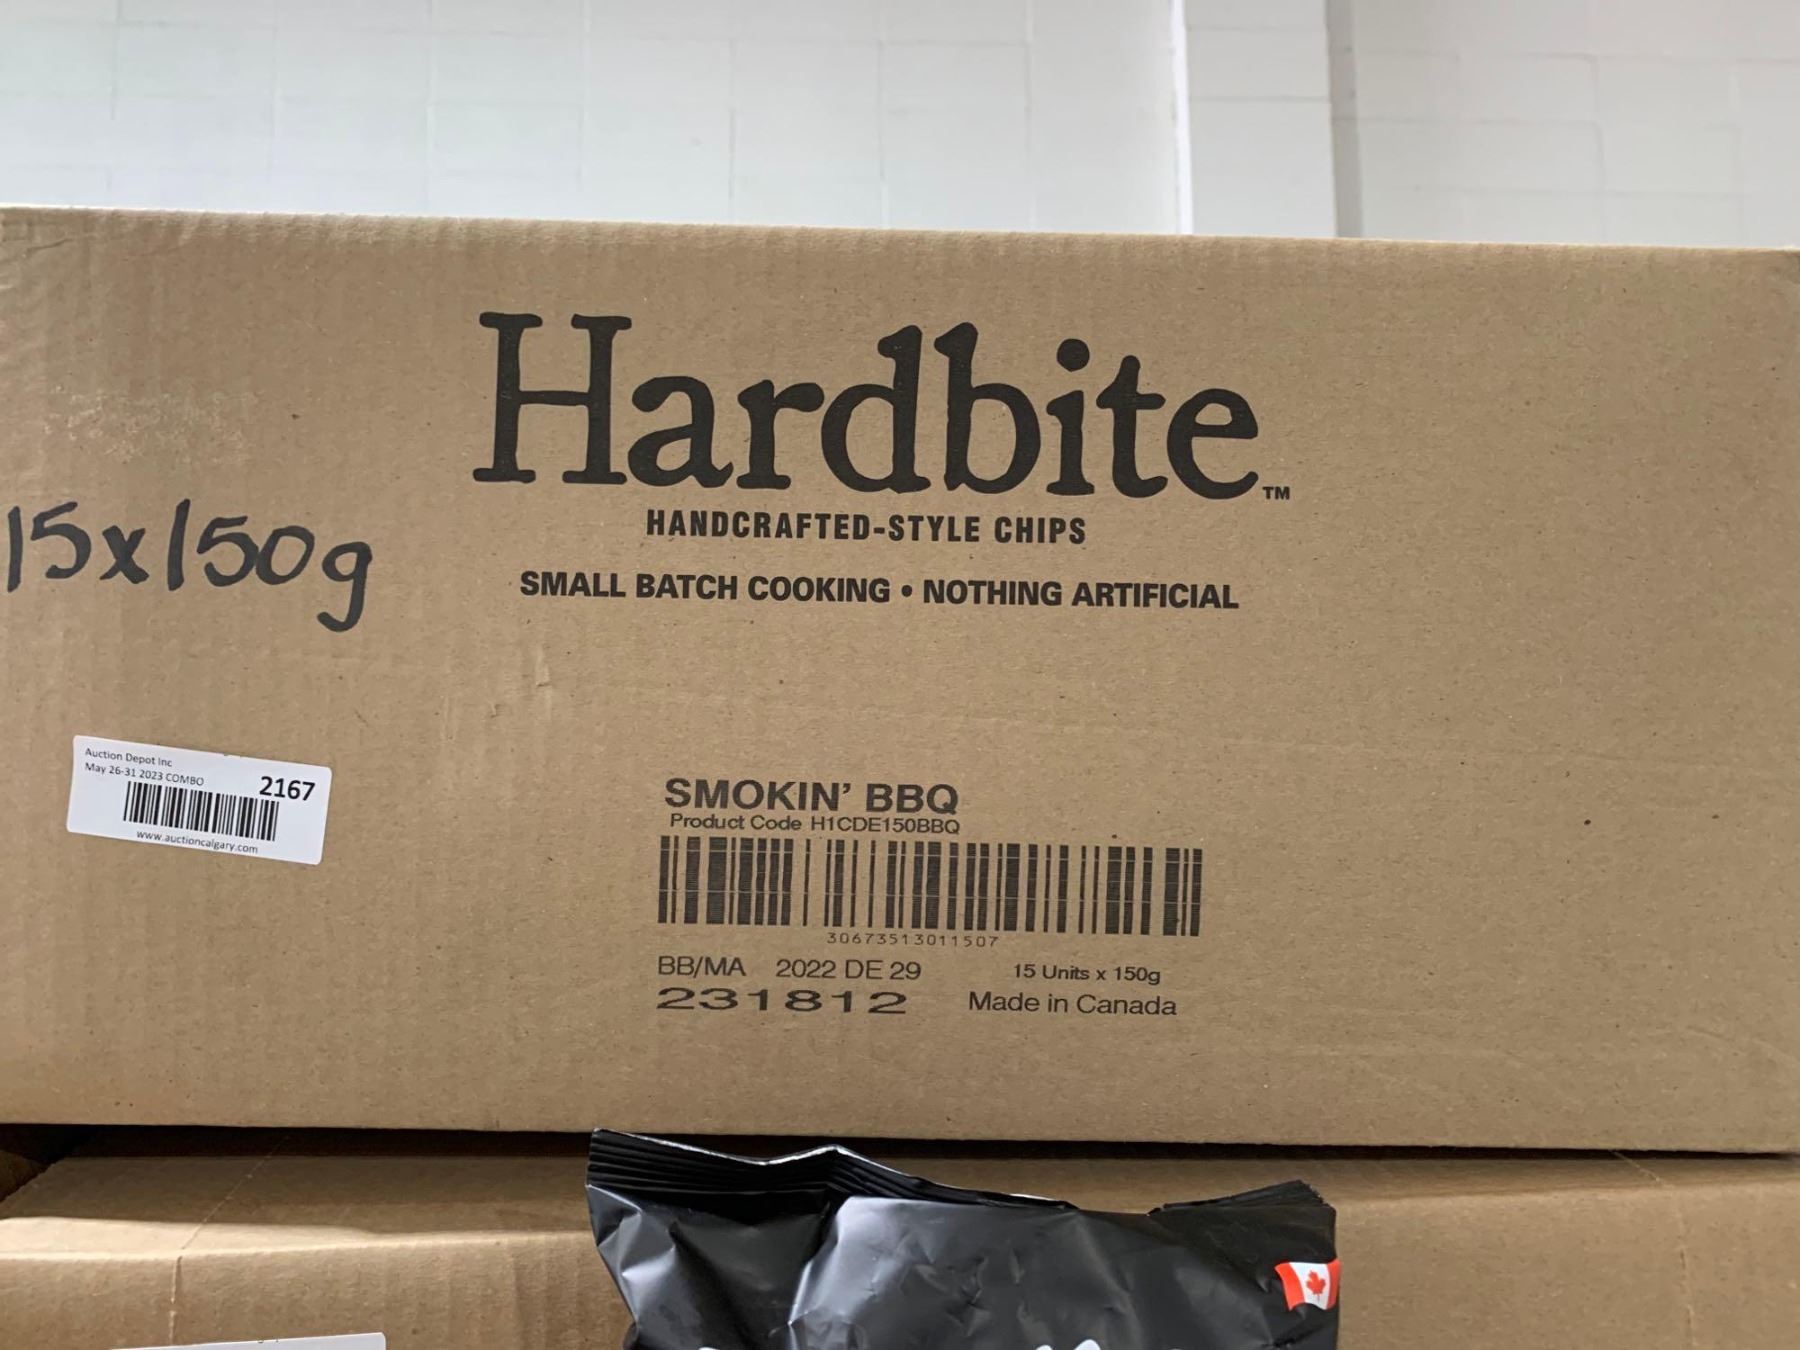 Hardbite™
HANDCRAFTED-STYLE CHIPS
SMALL BATCH COOKING • NOTHING ARTIFICIAL
15x150g
Auction Depot Inc
May 26-31 2023 COMBO
2167
www.auctioncalgary.com
SMOKIN' BBQ
Product Code H1CDE150BBQ
30673513011507
BB/MA 2022 DE 29 15 Units x 150g
231812 Made in Canada